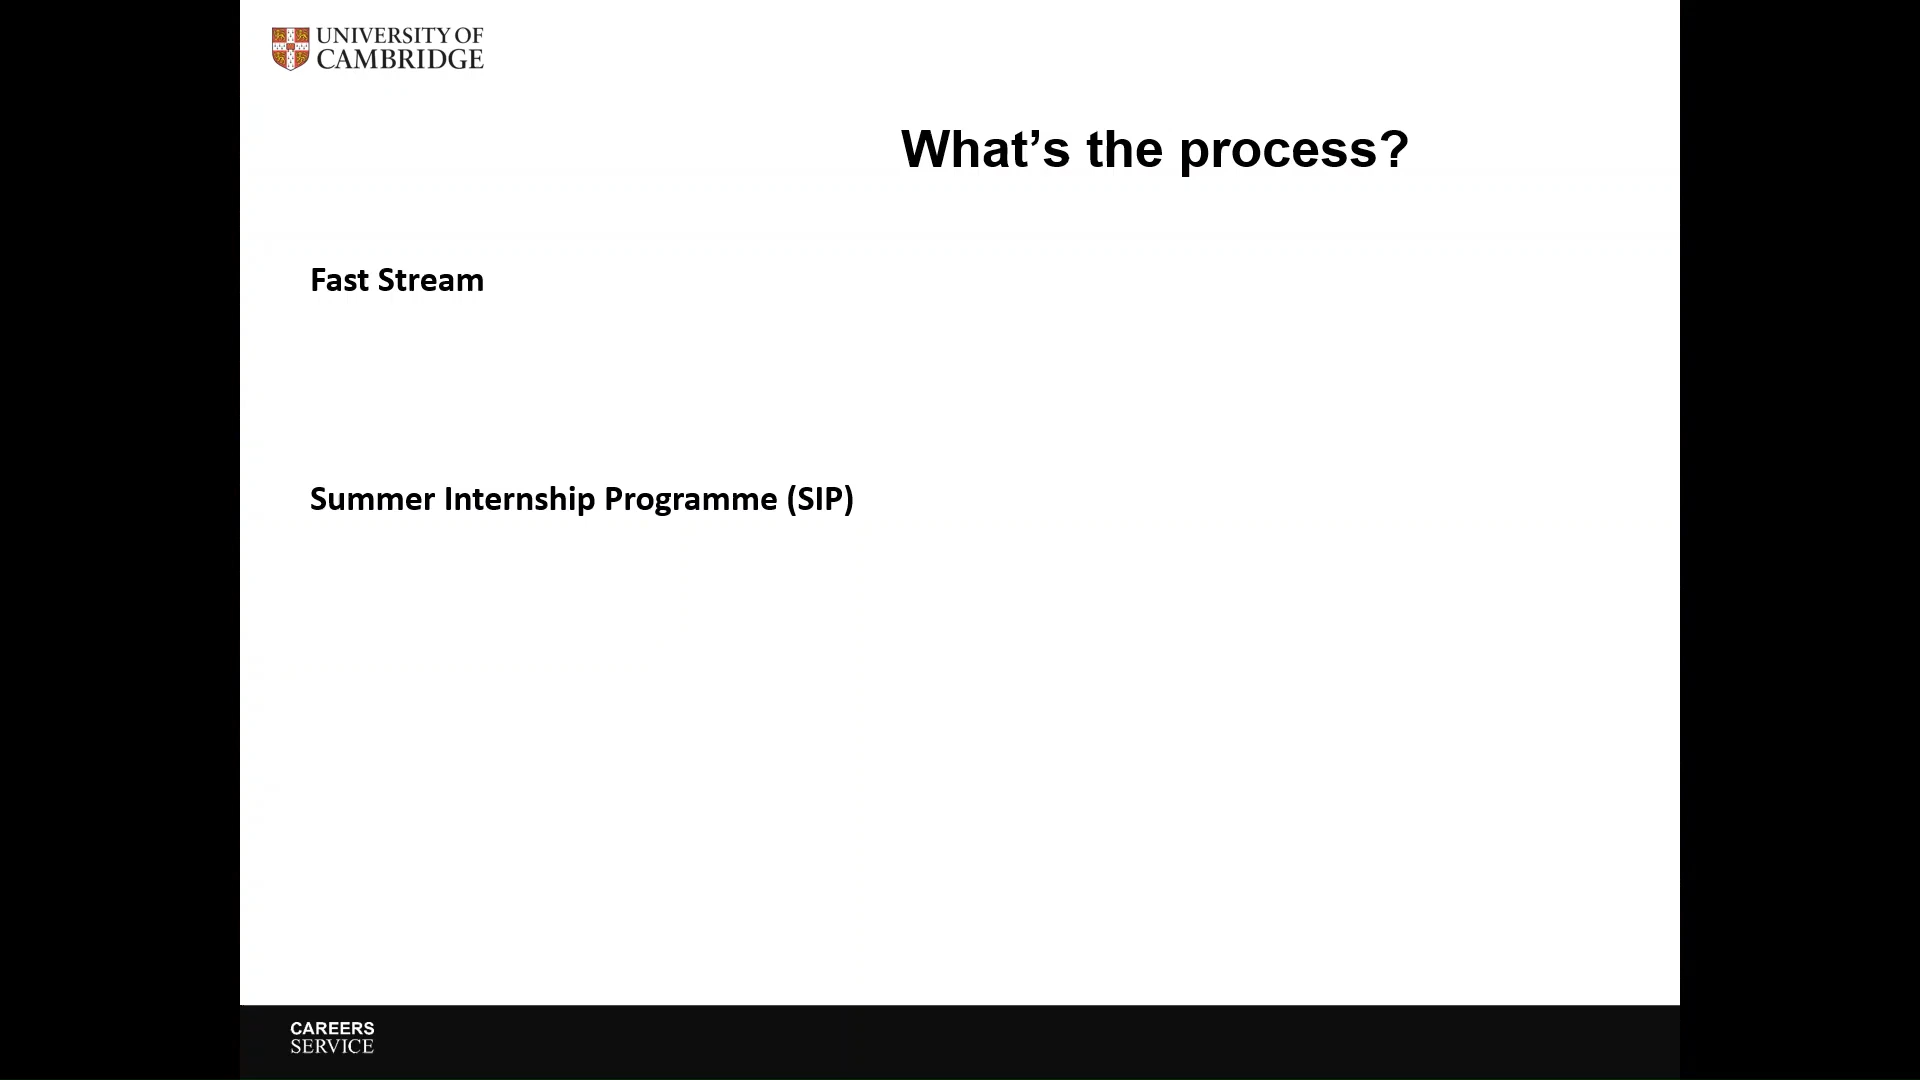 UNIVERSITY OF
CAMBRIDGE
What’s the process?
Fast Stream
Summer Internship Programme (SIP)
CAREERS
SERVICE